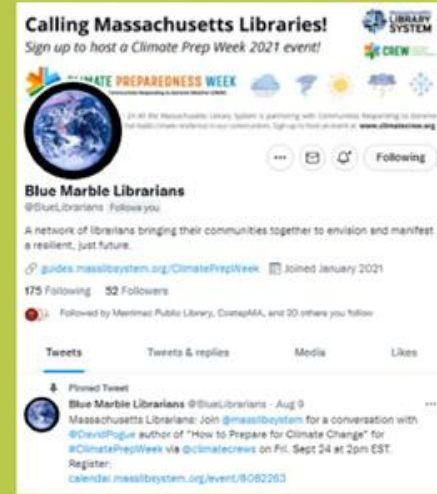 Calling Massachusetts Libraries!
LIBRARY
SYSTEM
Sign up to host a Climate Prep Week 2021 event!
CREW
CLIMATE PREPAREDNESS WEEK
Following
Blue Marble Librarians
@BlueLibrarians Follows you
A network of librarians bringing their communities together to envision and manifest
a resilient, just future.
guides.masslibsystem.org/ClimatePrepWeek Joined January 2021
175 Following 52 Followers
Followed by Merrimac Public Library, CoatepMA, and 20 others you follow
Tweets Tweets & replies Media Likes
Pinned Tweet
Blue Marble Librarians @BlueLibrarians · Aug 9
Massachusetts Librarians: Join @masslibsystem for a conversation with
@DavidPogue author of "How to Prepare for Climate Change" for
#ClimatePrepWeek via @climatecrews on Fri. Sept 24 at 2pm EST.
Register:
calendar.masslibsystem.org/event/8082263